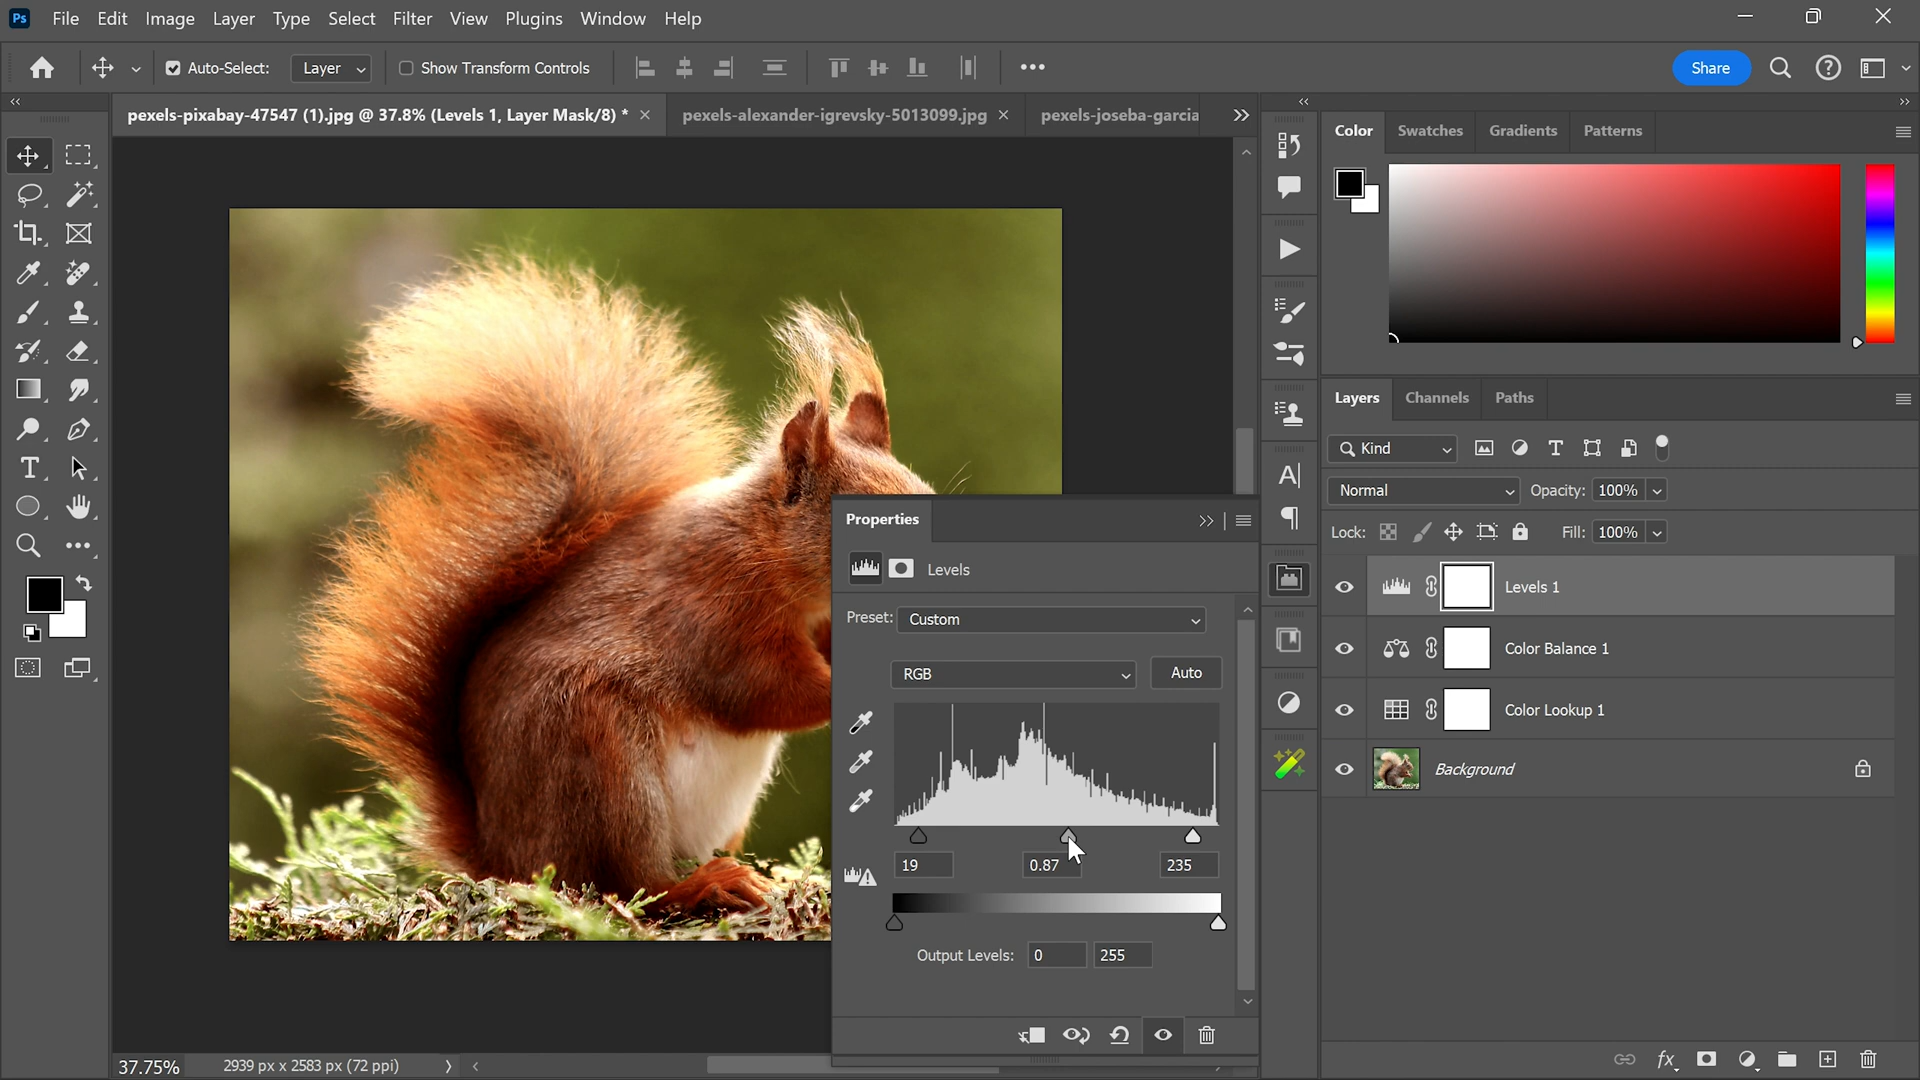 Ps File Edit Image Layer Type Select Filter View Plugins Window Help
Auto-Select: Layer Show Transform Controls Share
pexels-pixabay-47547 (1).jpg @ 37.8% (Levels 1, Layer Mask/8) * pexels-alexander-igrevsky-5013099.jpg pexels-joseba-garcia
Color Swatches Gradients Patterns
Layers Channels Paths
Kind
Normal Opacity: 100%
Lock: Fill: 100%
Levels 1
Color Balance 1
Color Lookup 1
Background
Properties
Levels
Preset: Custom
RGB Auto
19 0.87 235
Output Levels: 0 255
37.75% 2939 px x 2583 px (72 ppi)